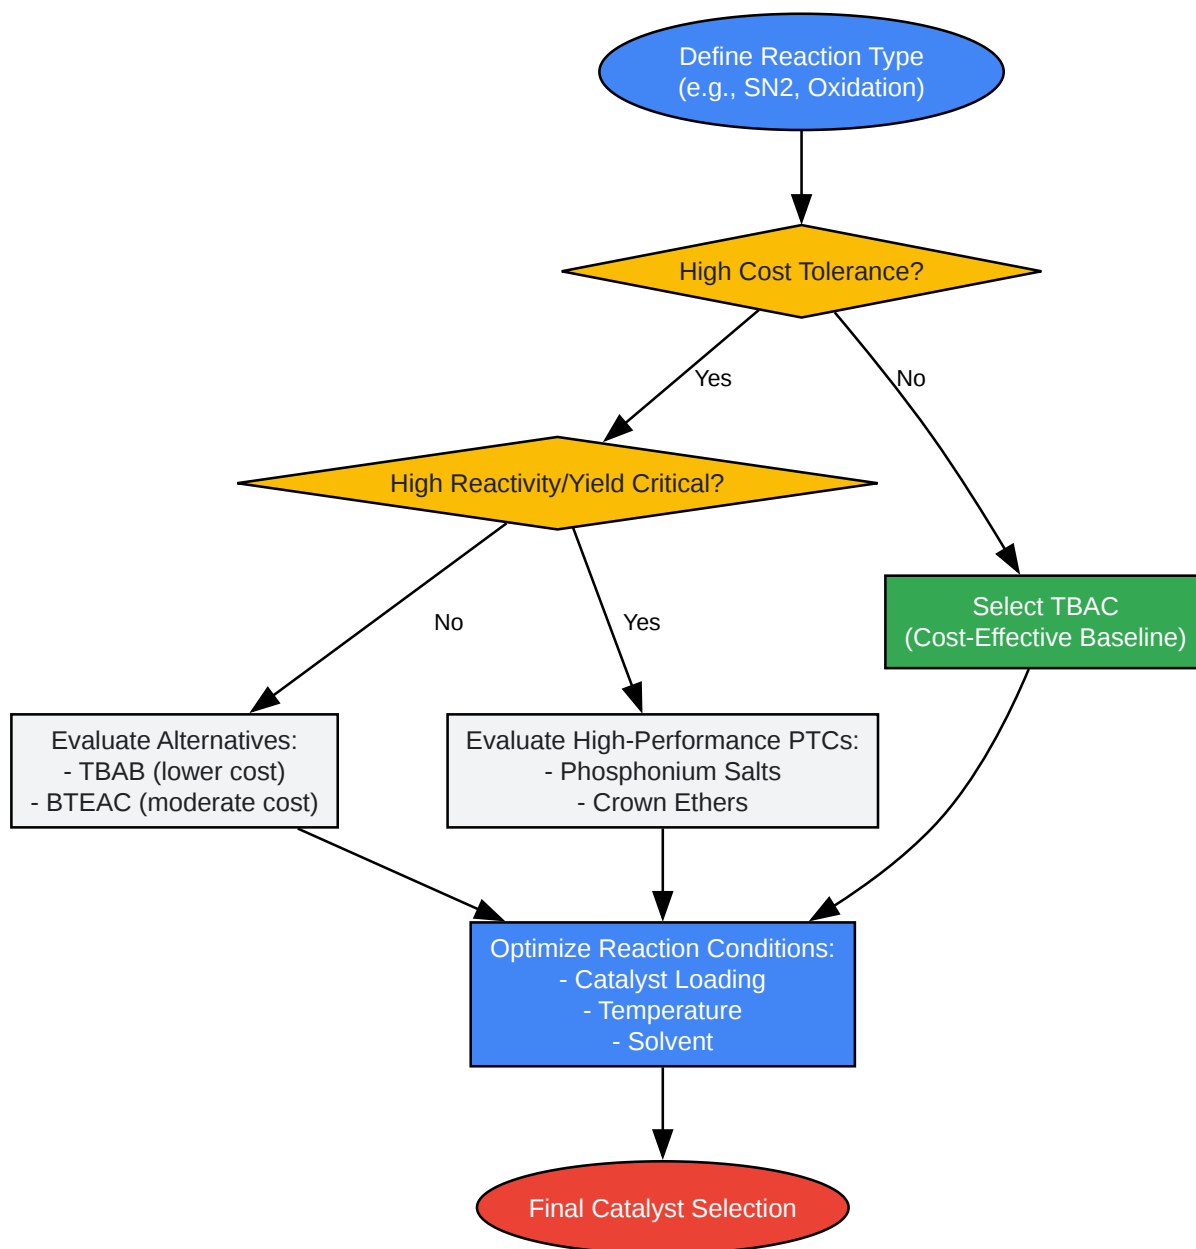 Define Reaction Type
(e.g., SN2, Oxidation)
High Cost Tolerance?
Yes
No
High Reactivity/Yield Critical?
No
Yes
Select TBAC
(Cost-Effective Baseline)
Evaluate Alternatives:
- TBAB (lower cost)
- BTEAC (moderate cost)
Evaluate High-Performance PTCs:
- Phosphonium Salts
- Crown Ethers
Optimize Reaction Conditions:
- Catalyst Loading
- Temperature
- Solvent
Final Catalyst Selection